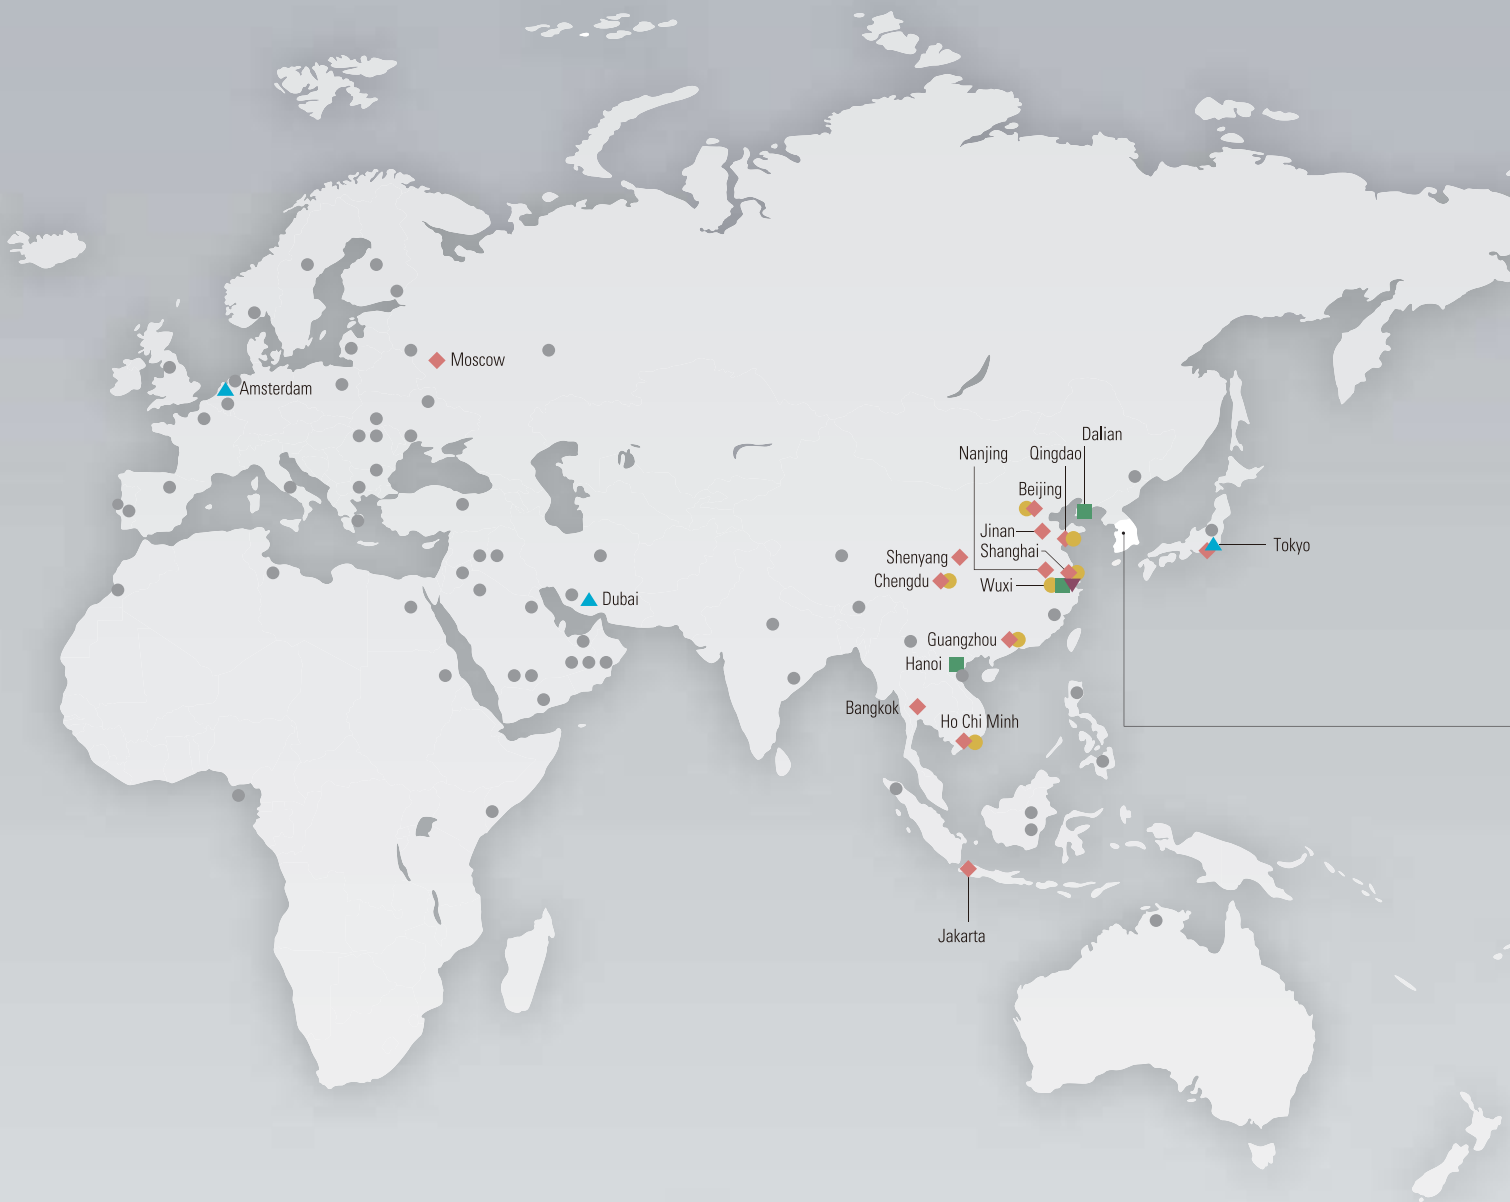 Moscow
Amsterdam
Dalian
Nanjing
Qingdao
Beijing
Jinan
Tokyo
Shanghai
Shenyang
Chengdu
Wuxi
Dubai
Guangzhou
Hanoi
Bangkok
Ho Chi Minh
Jakarta